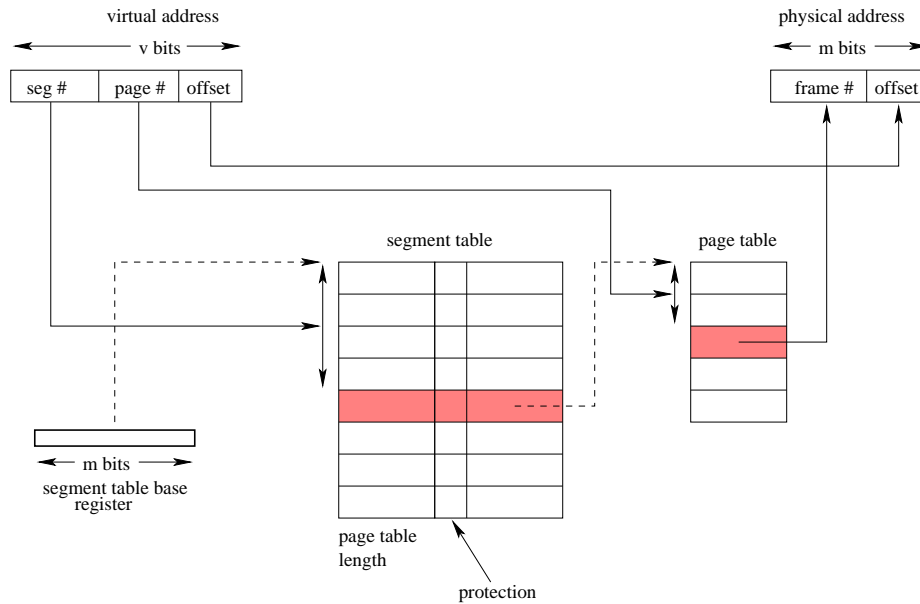 virtual address
physical address
v bits
m bits
seg #
page #
offset
frame #
offset
segment table
page table
m bits
segment table base
register
page table
length
protection